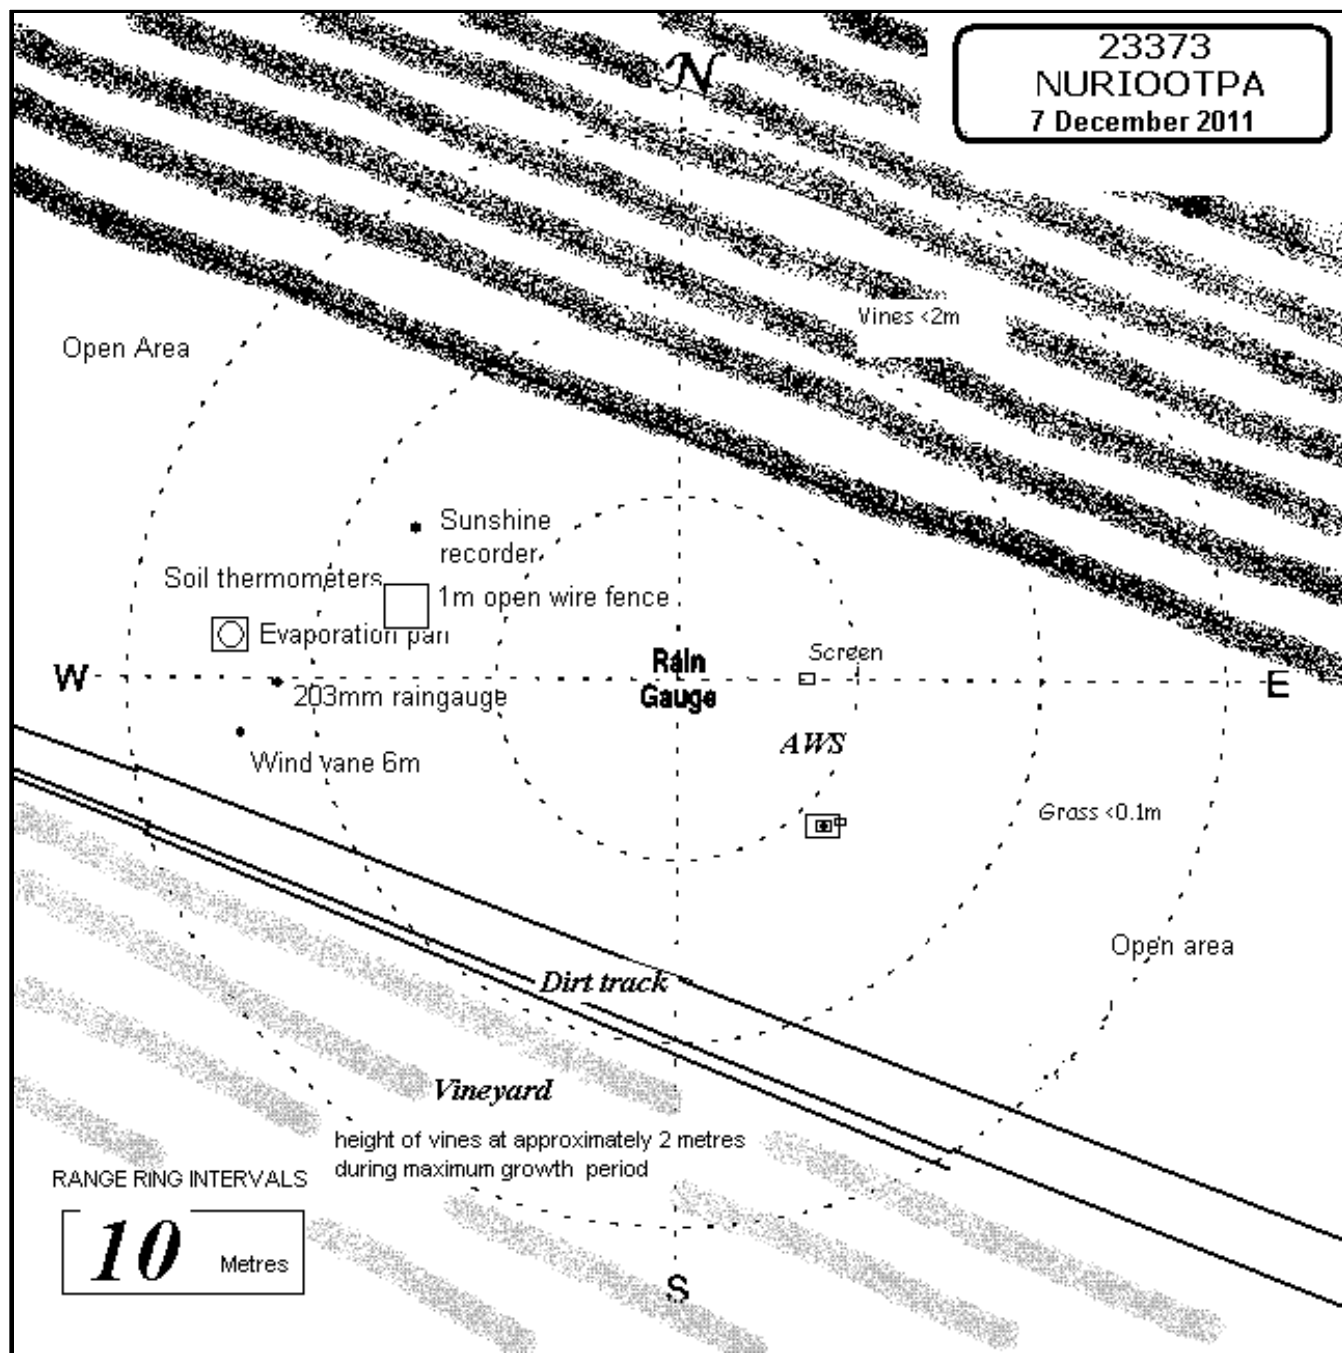 23373
NURIOOTPA
7 December 2011
N
Vines <2m
Open Area
Sunshine
recorder
Soil thermometers
1m open wire fence
Evaporation pan
Rain
Gauge
Screen
W
E
203mm raingauge
AWS
Wind vane 6m
Grass <0.1m
Open area
Dirt track
Vineyard
height of vines at approximately 2 metres
during maximum growth period
RANGE RING INTERVALS
10 Metres
S